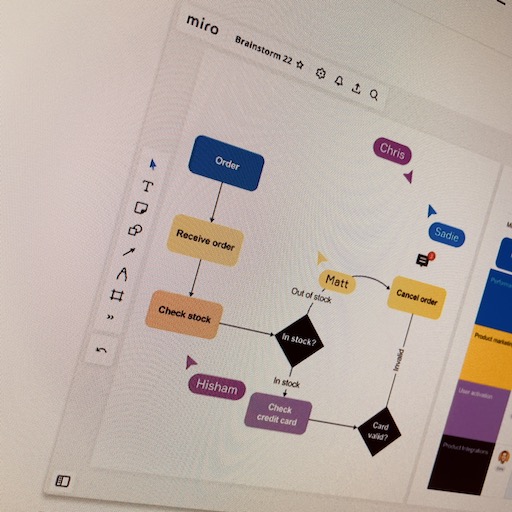 miro
Brainstorm 22
Chris
Order
Sadie
Receive order
Matt
Cancel order
Out of stock
Check stock
In stock?
Invalid
Hisham
In stock
Check
credit card
Card
valid?
Product marketing
User activation
Product Integrations